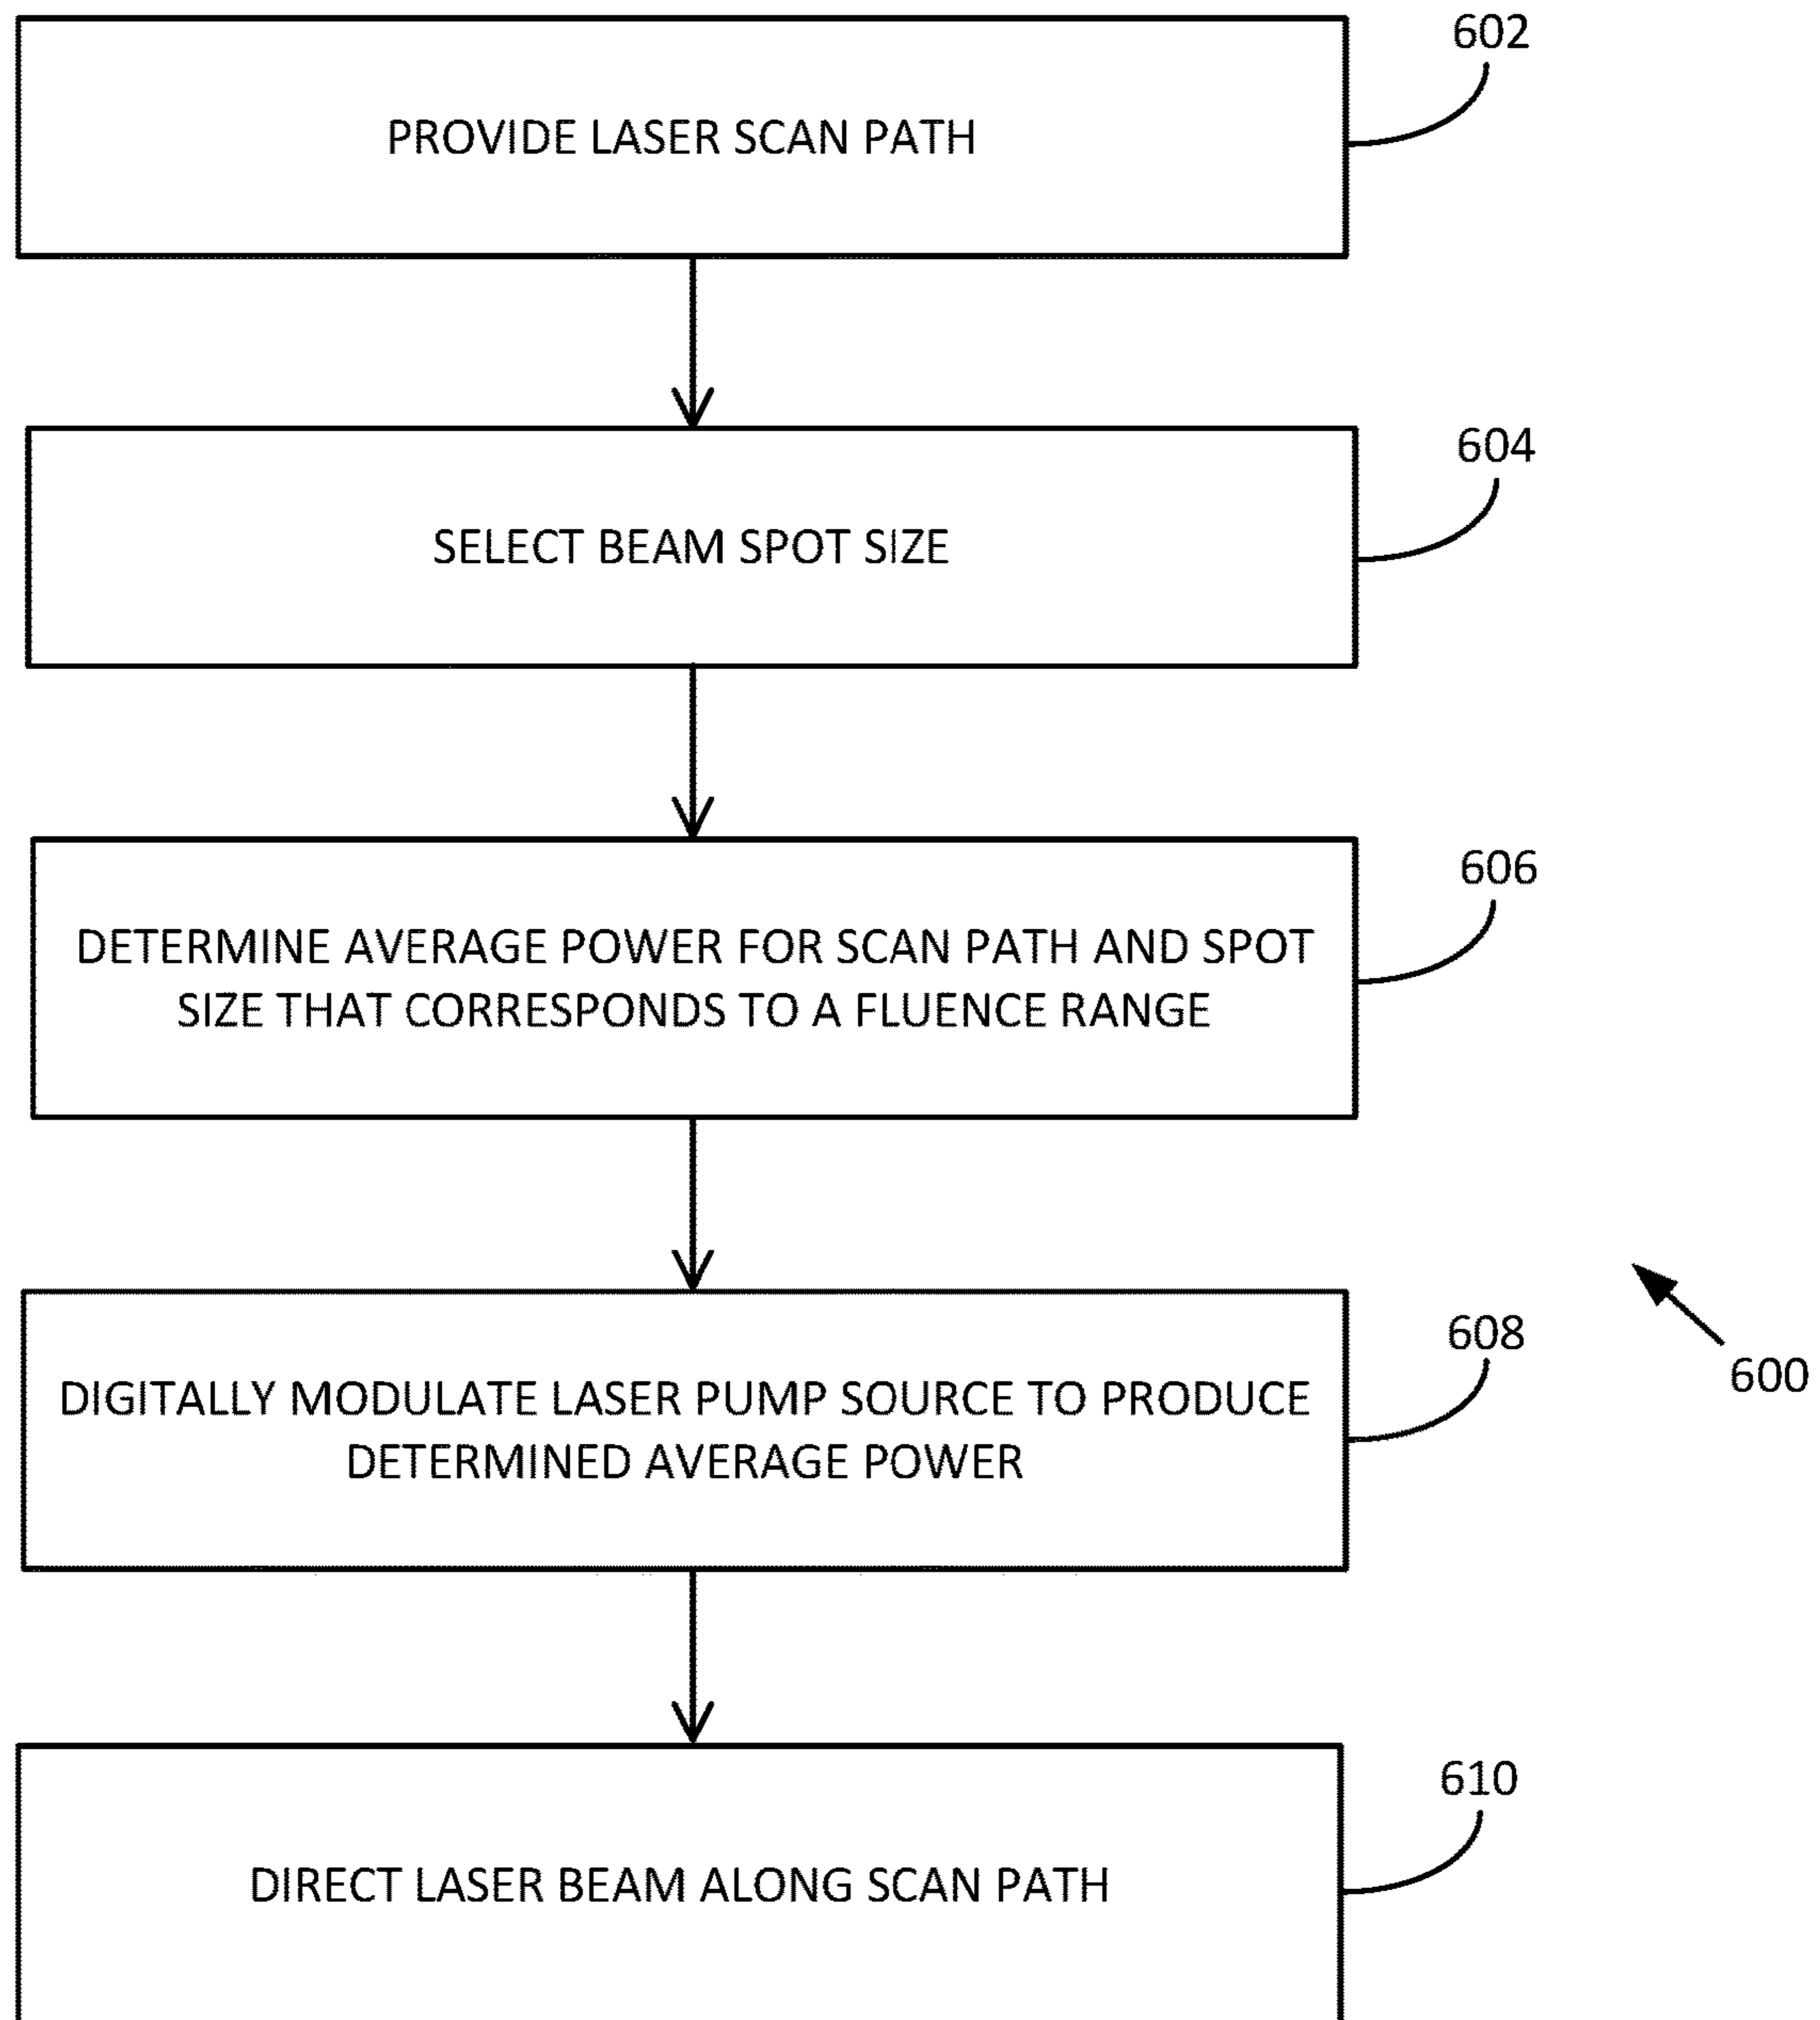 602
PROVIDE LASER SCAN PATH
604
SELECT BEAM SPOT SIZE
606
DETERMINE AVERAGE POWER FOR SCAN PATH AND SPOT
SIZE THAT CORRESPONDS TO A FLUENCE RANGE
608
DIGITALLY MODULATE LASER PUMP SOURCE TO PRODUCE
DETERMINED AVERAGE POWER
600
610
DIRECT LASER BEAM ALONG SCAN PATH